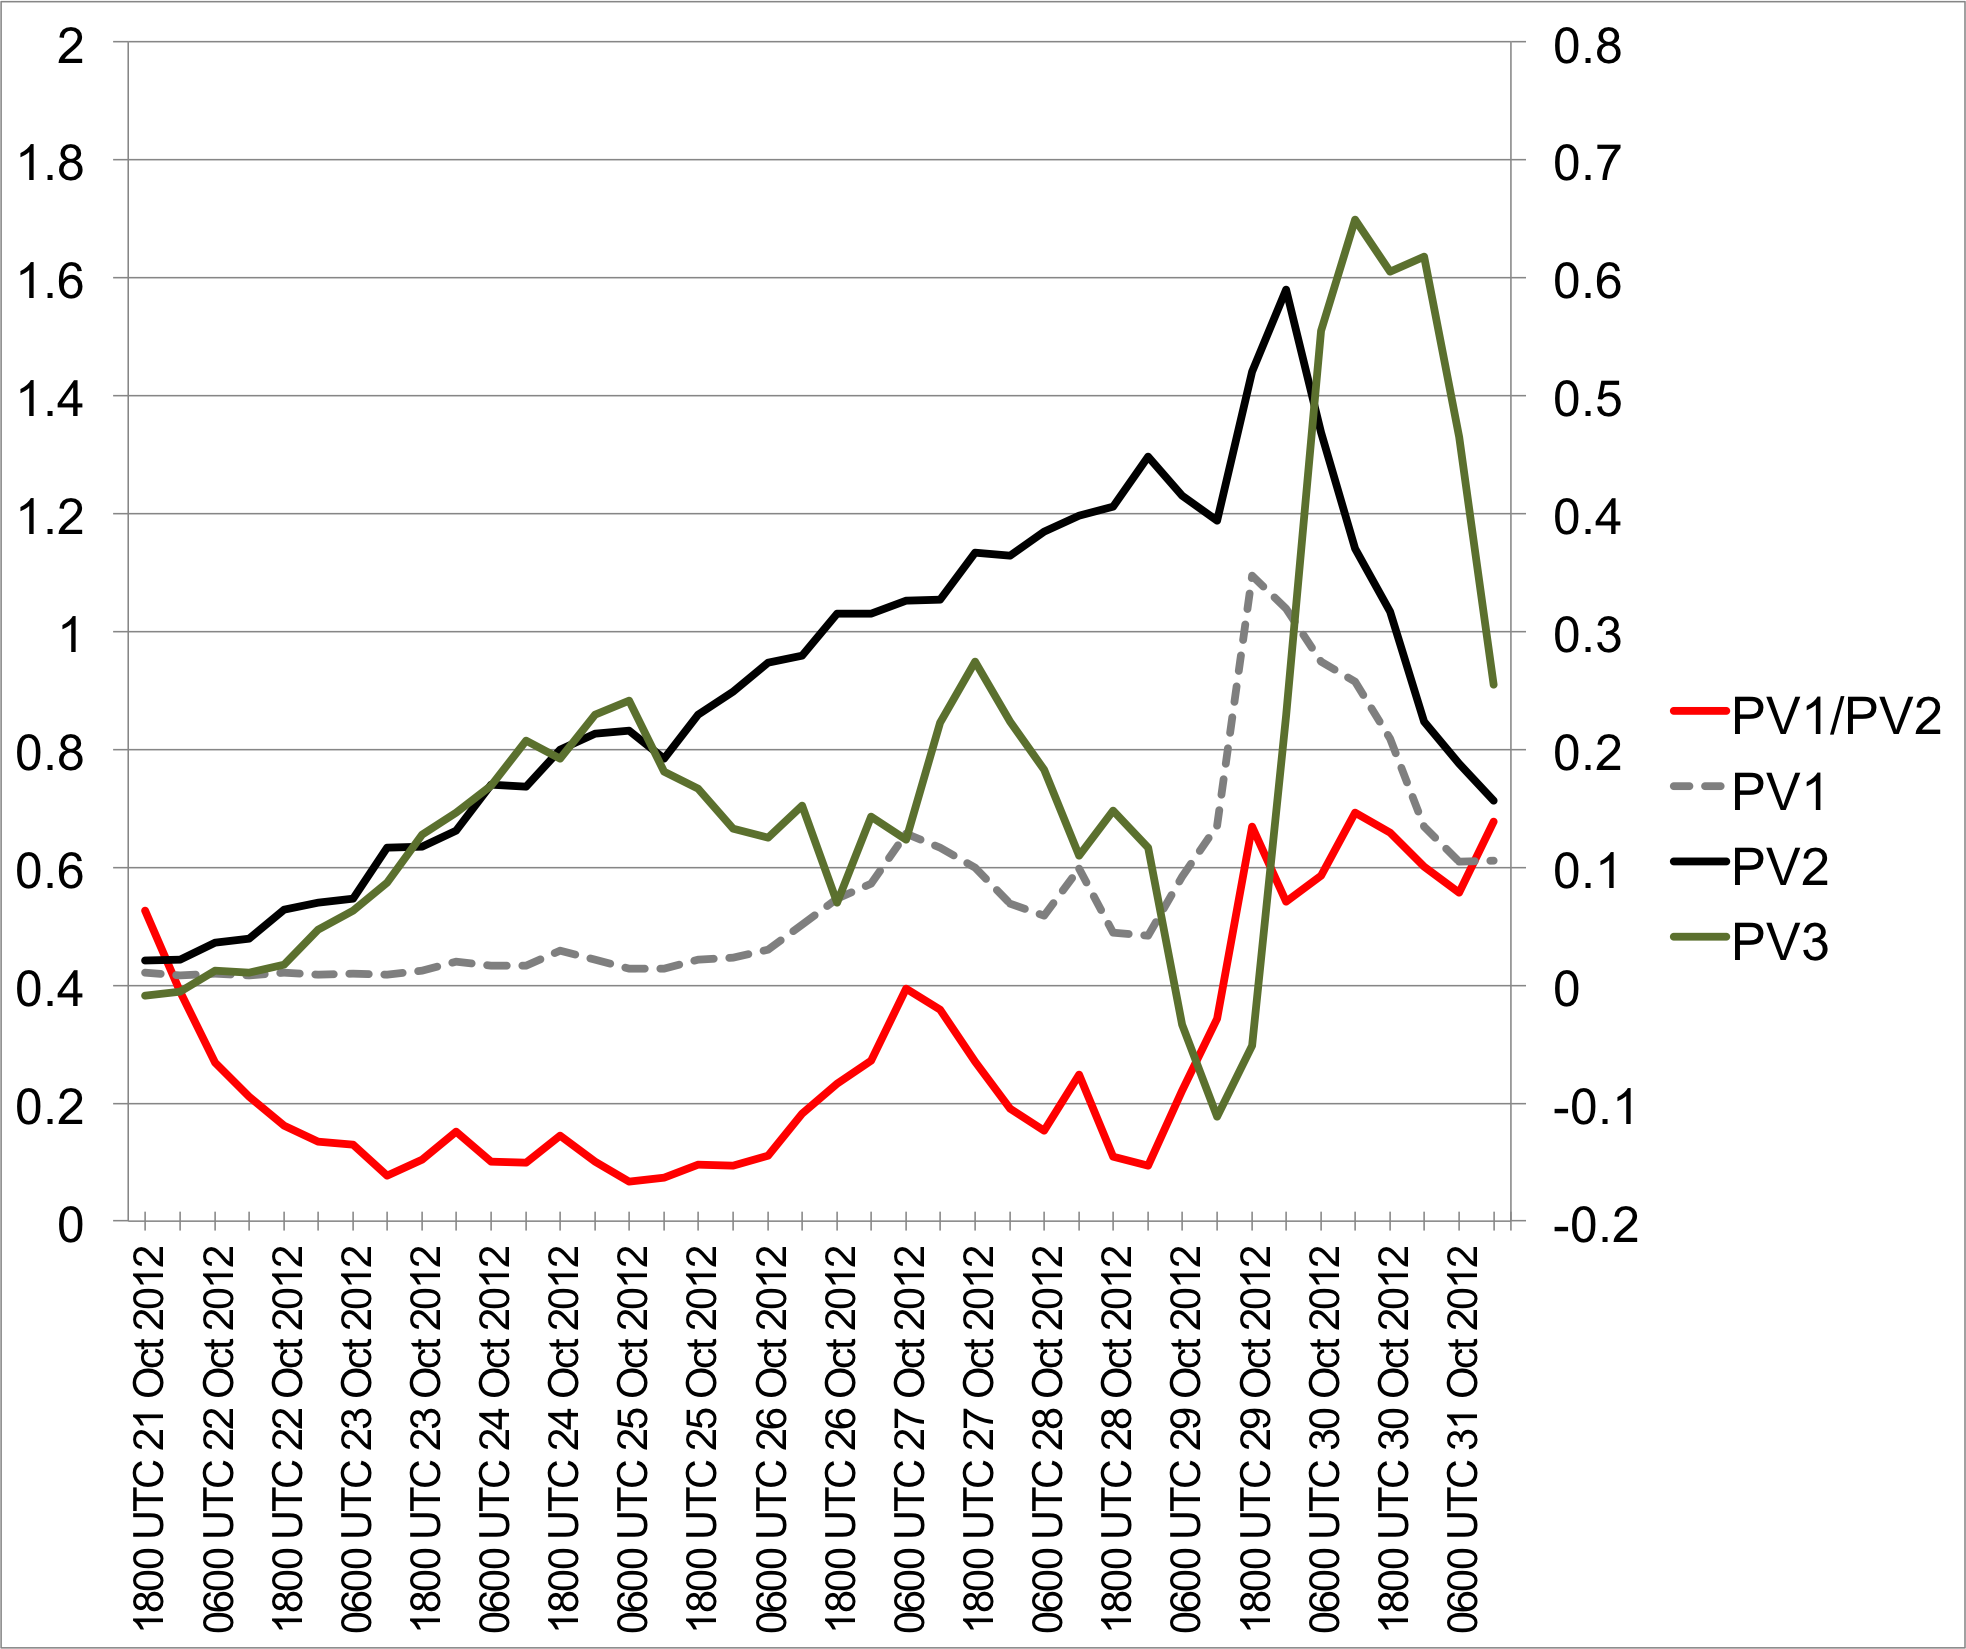 2
1.8
1.6
1.4
1.2
1
0.8
0.6
0.4
0.2
0
0.8
0.7
0.6
0.5
0.4
0.3
0.2
0.1
0
-0.1
-0.2
PV1/PV2
PV1
PV2
PV3
1800 UTC 21 Oct 2012
0600 UTC 22 Oct 2012
1800 UTC 22 Oct 2012
0600 UTC 23 Oct 2012
1800 UTC 23 Oct 2012
0600 UTC 24 Oct 2012
1800 UTC 24 Oct 2012
0600 UTC 25 Oct 2012
1800 UTC 25 Oct 2012
0600 UTC 26 Oct 2012
1800 UTC 26 Oct 2012
0600 UTC 27 Oct 2012
1800 UTC 27 Oct 2012
0600 UTC 28 Oct 2012
1800 UTC 28 Oct 2012
0600 UTC 29 Oct 2012
1800 UTC 29 Oct 2012
0600 UTC 30 Oct 2012
1800 UTC 30 Oct 2012
0600 UTC 31 Oct 2012